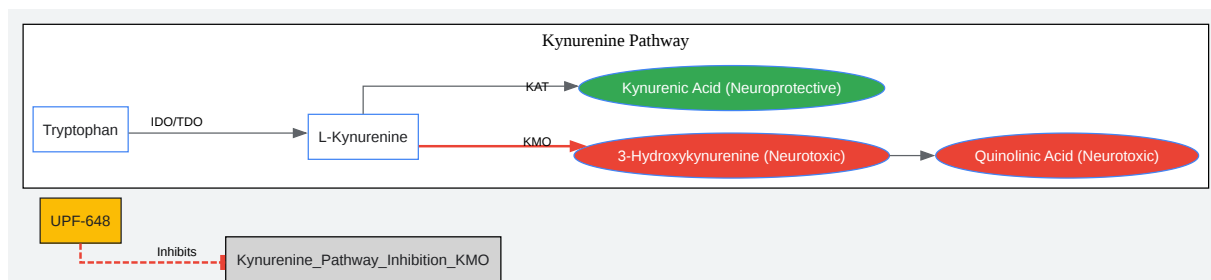 Kynurenine Pathway
KAT
Kynurenic Acid (Neuroprotective)
Tryptophan
IDO/TDO
L-Kynurenine
KMO
3-Hydroxykynurenine (Neurotoxic)
Quinolinic Acid (Neurotoxic)
UPF-648
Inhibits
Kynurenine_Pathway_Inhibition_KMO